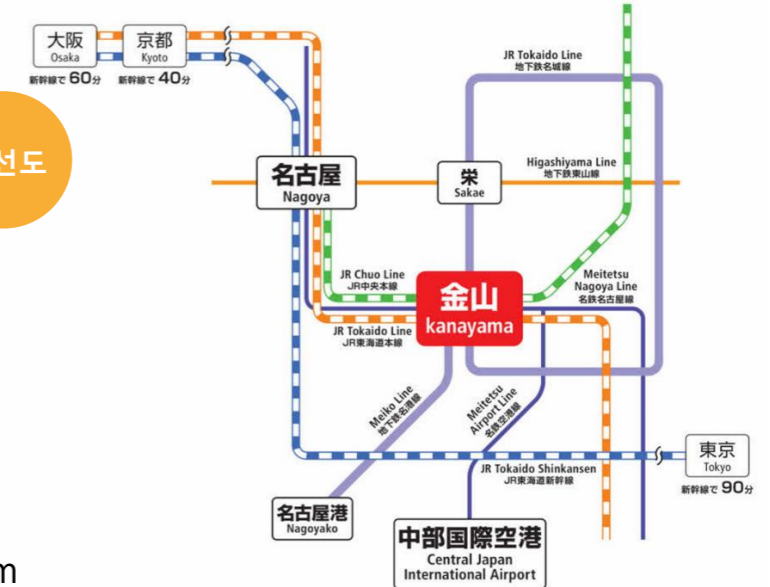 大阪
Osaka
新幹線で 60分
京都
Kyoto
新幹線で 40分
JR Tokaido Line
地下鉄名城線
선도
名古屋
Nagoya
栄
Sakae
Higashiyama Line
地下鉄東山線
JR Chuo Line
JR中央本線
金山
kanayama
Meitetsu
Nagoya Line
名鉄名古屋線
JR Tokaido Line
JR東海道本線
Meiko Line
地下鉄名港線
Meitetsu
Airport Line
名鉄空港線
東京
Tokyo
新幹線で 90分
JR Tokaido Shinkansen
JR東海道新幹線
名古屋港
Nagoyako
中部国際空港
Central Japan
International Airport
m